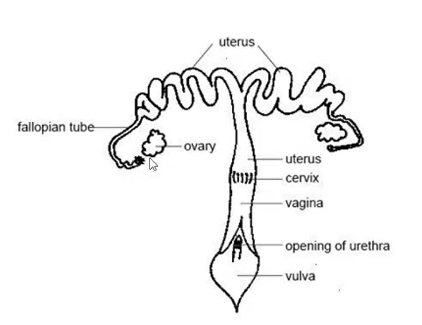 uterus
fallopian tube
ovary
uterus
cervix
vagina
opening of urethra
vulva